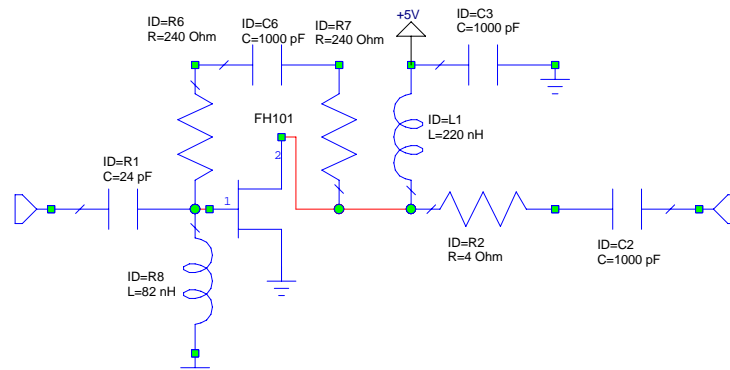 ID=R6
R=240 Ohm
ID=C6
C=1000 pF
ID=R7
R=240 Ohm
+5V
ID=C3
C=1000 pF
FH101
ID=L1
L=220 nH
2
ID=R1
C=24 pF
1
ID=R2
R=4 Ohm
ID=C2
C=1000 pF
ID=R8
L=82 nH